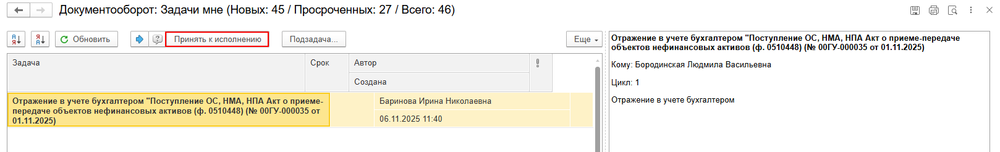 Документооборот: Задачи мне (Новых: 45 / Просроченных: 27 / Всего: 46)
А Я
Я А
Обновить
?
Принять к исполнению
Подзадача...
Еще
Задача
Срок
Автор
Создана
Отражение в учете бухгалтером "Поступление ОС, НМА, НПА Акт о приеме-
передаче объектов нефинансовых активов (ф. 0510448) (№ 00ГУ-000035 от
01.11.2025)
Баринова Ирина Николаевна
06.11.2025 11:40
Отражение в учете бухгалтером "Поступление ОС, НМА, НПА Акт о приеме-передаче
объектов нефинансовых активов (ф. 0510448) (№ 00ГУ-000035 от 01.11.2025)
Кому: Бородинская Людмила Васильевна
Цикл: 1
Отражение в учете бухгалтером